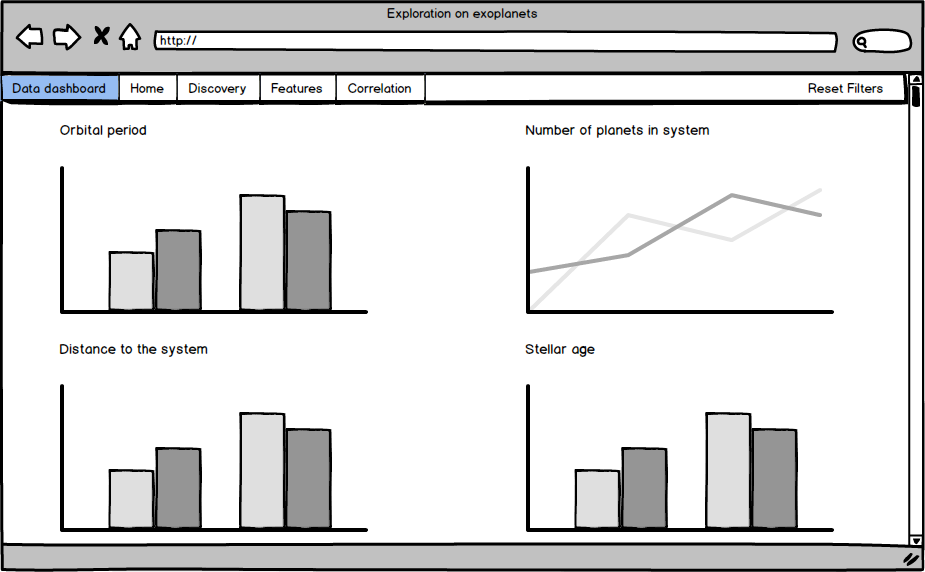 Exploration on exoplanets
http://
Data dashboard Home Discovery Features Correlation Reset Filters
Orbital period
Number of planets in system
Distance to the system
Stellar age